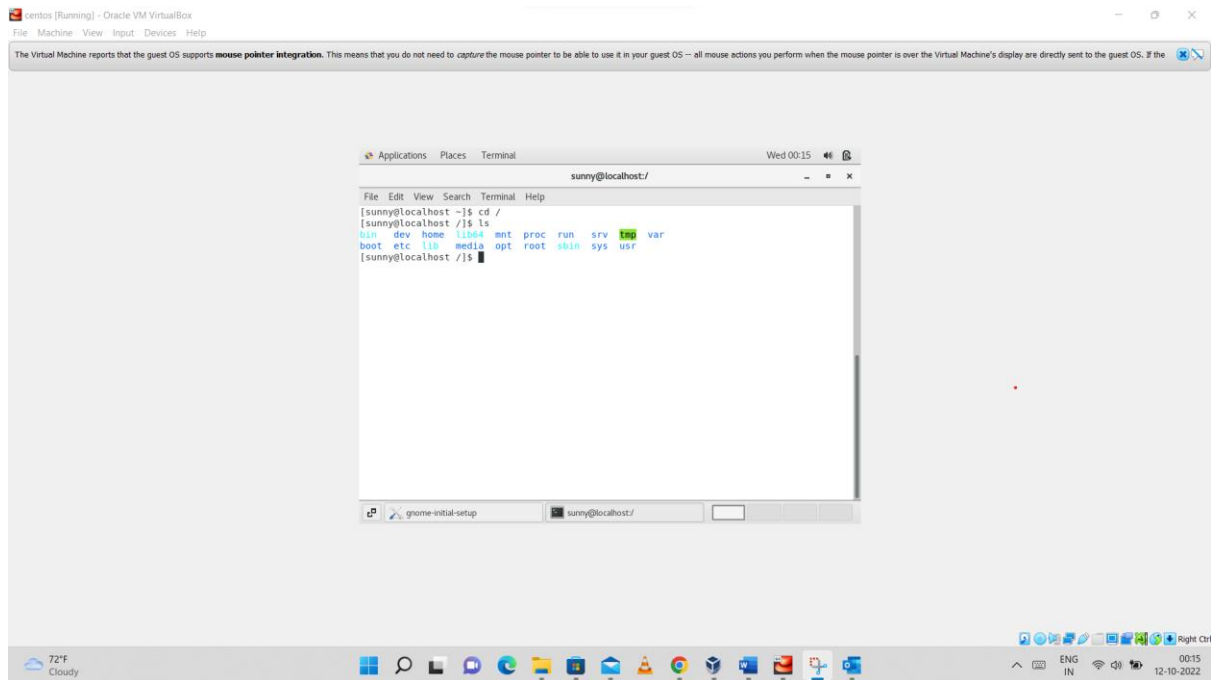 centos [Running] - Oracle VM VirtualBox
File Machine View Input Devices Help
The Virtual Machine reports that the guest OS supports mouse pointer integration. This means that you do not need to capture the mouse pointer to be able to use it in your guest OS -- all mouse actions you perform when the mouse pointer is over the Virtual Machine's display are directly sent to the guest OS. If the
Applications Places Terminal Wed 00:15
sunny@localhost:/
File Edit View Search Terminal Help
[sunny@localhost ~]$ cd /
[sunny@localhost /]$ ls
bin dev home lib64 mnt proc run srv tmp var
boot etc lib media opt root sbin sys usr
[sunny@localhost /]$
gnome-initial-setup sunny@localhost:/
Right Ctrl
72°F
Cloudy
ENG
IN
00:15
12-10-2022